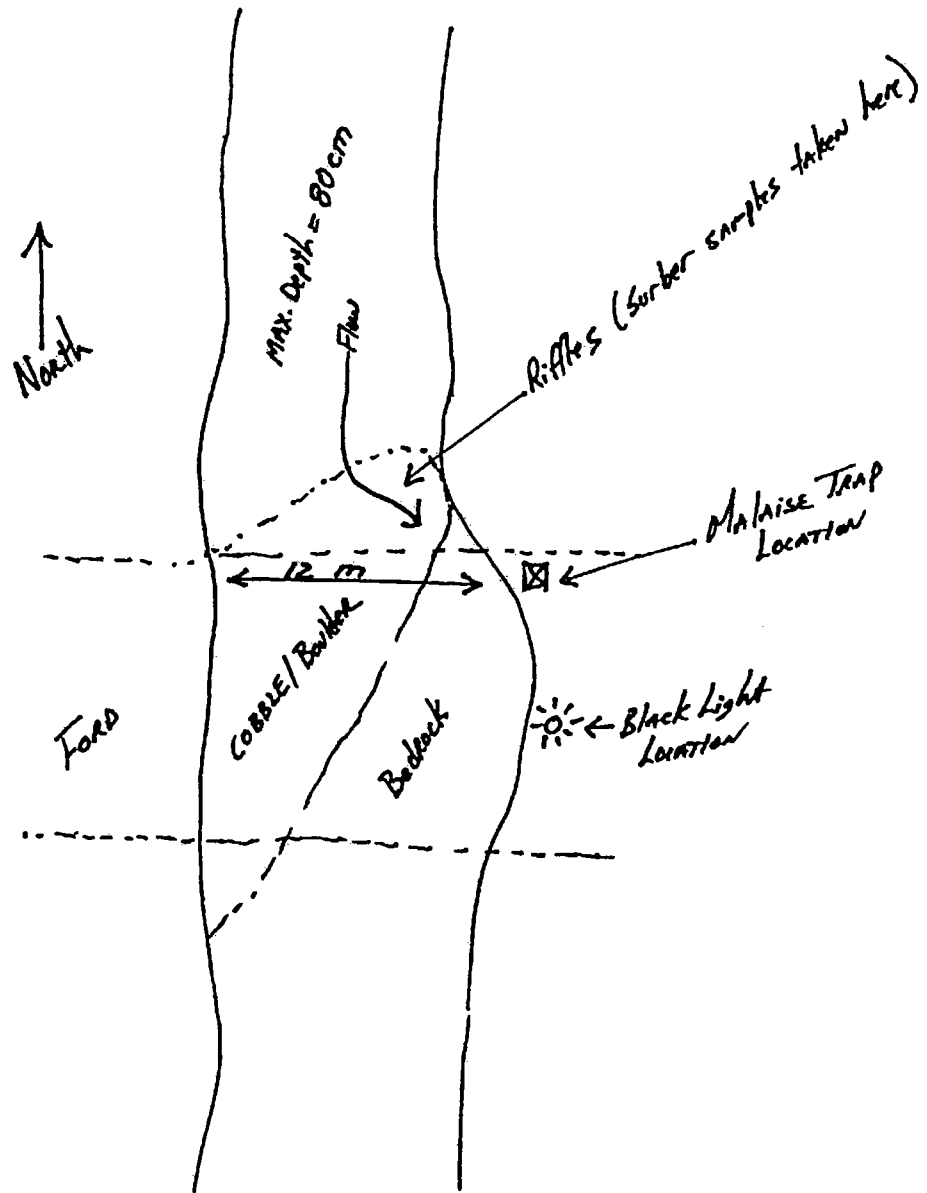 Max. Depth = 80 cm
Flow
Riffles (Surber samples taken here)
North
Malaise Trap
Location
12 m
Cobble/Boulder
Ford
Bedrock
Black Light
Location